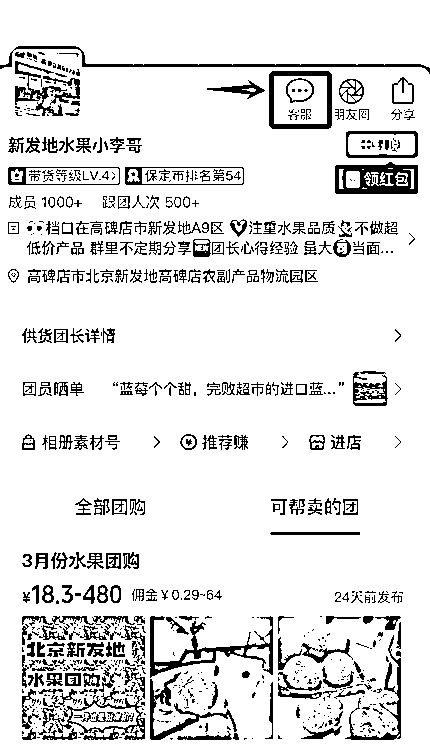 客服 朋友圈 分享
新发地水果小李哥
领红包
带货等级LV.4 保定市排名第54
成员 1000+ 跟团人次 500+
档口在高碑店市新发地A9区 注重水果品质 不做超
低价产品 群里不定期分享 团长心得经验 最大 当面...
高碑店市北京新发地高碑店农副产品物流园区
供货团长详情
团员晒单 “蓝莓个个甜，完败超市的进口蓝...”
相册素材号 推荐赚 进店
全部团购 可帮卖的团
3月份水果团购
¥18.3-480 佣金 ¥ 0.29~64 24天前发布
北京新发地
水果团购